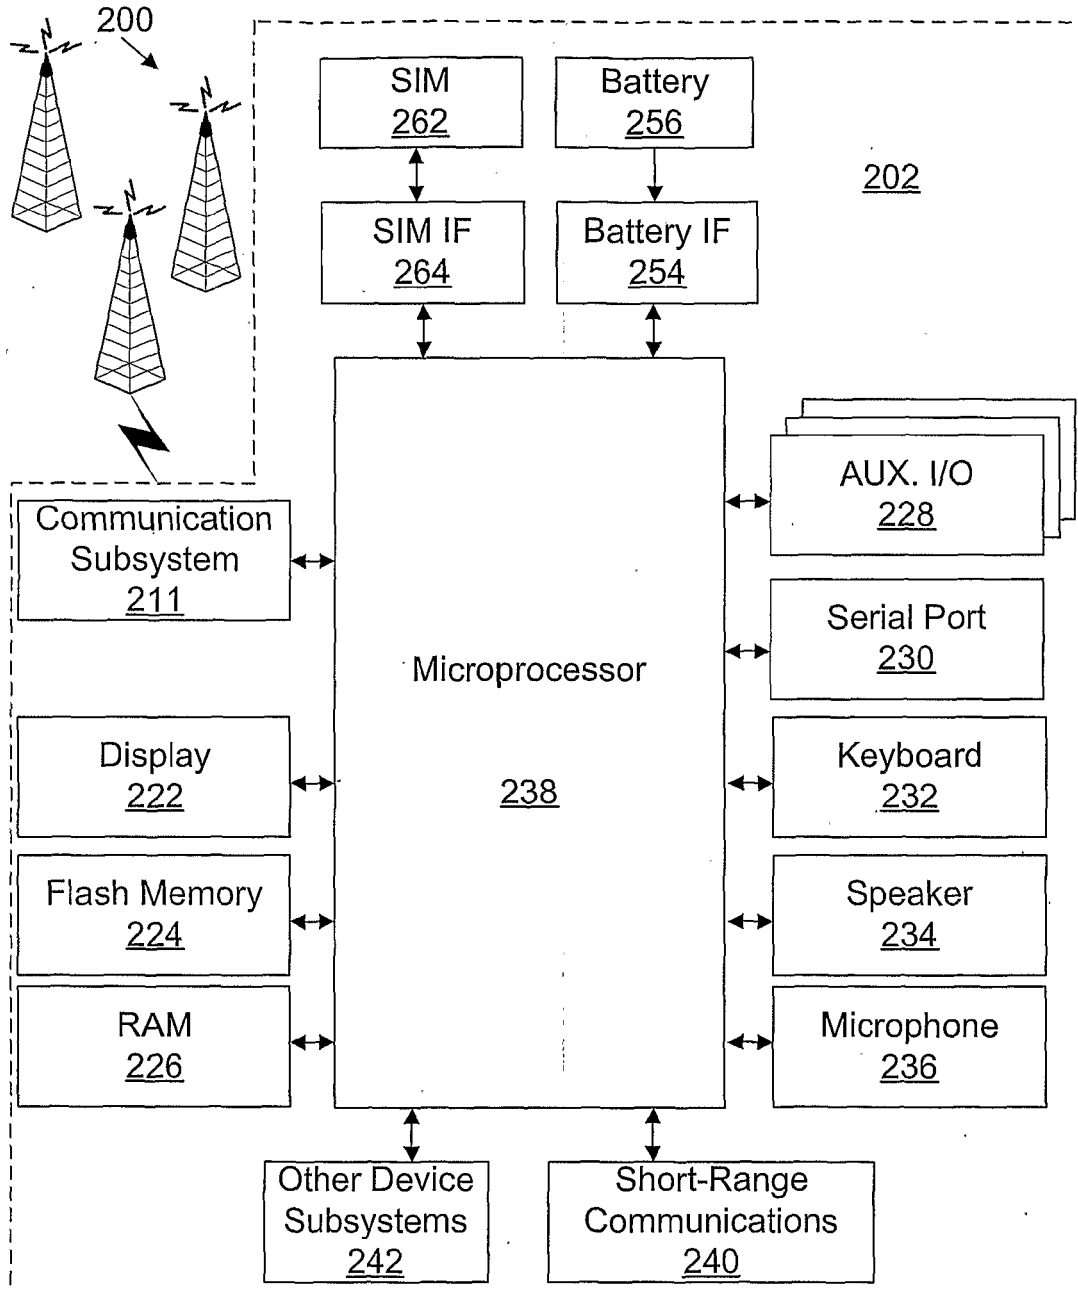 200
SIM
262
Battery
256
202
SIM IF
264
Battery IF
254
AUX. I/O
228
Communication
Subsystem
211
Serial Port
230
Microprocessor
238
Display
222
Keyboard
232
Flash Memory
224
Speaker
234
RAM
226
Microphone
236
Other Device
Subsystems
242
Short-Range
Communications
240